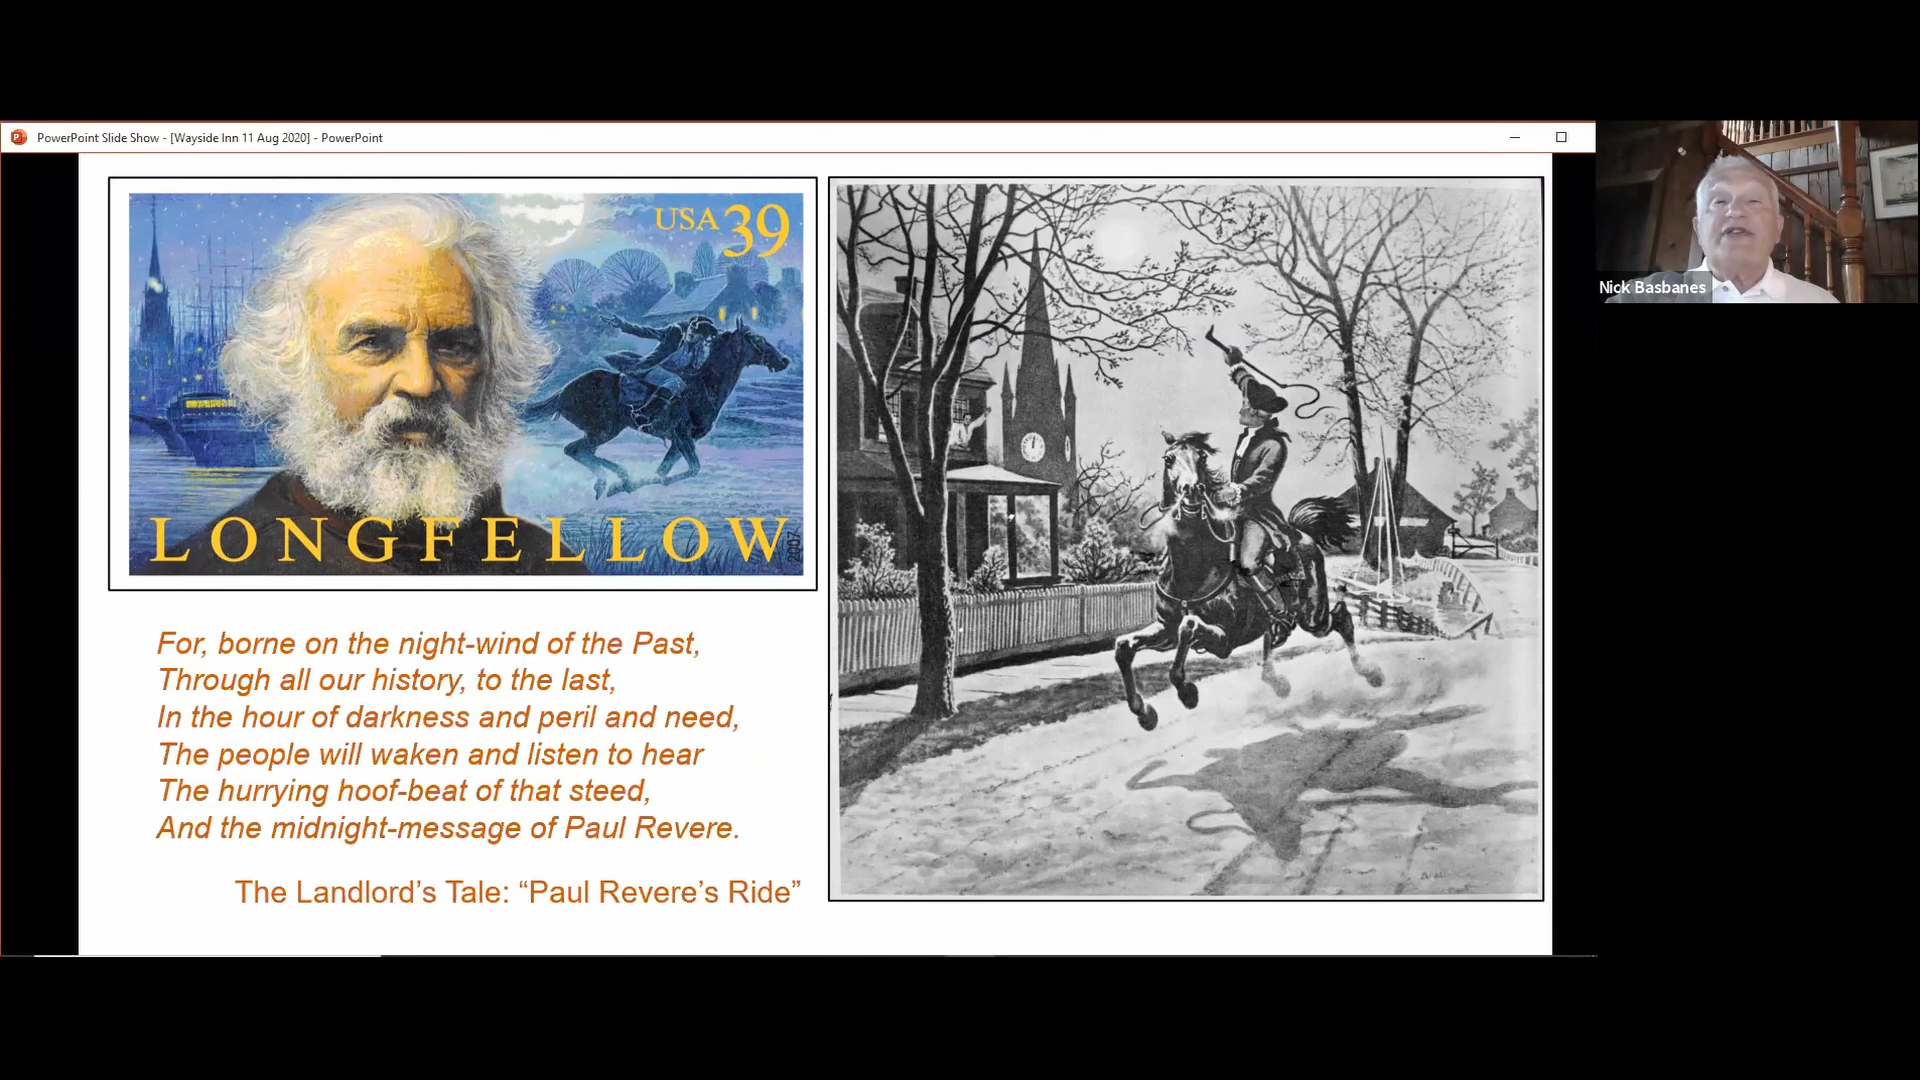 PowerPoint Slide Show - [Wayside Inn 11 Aug 2020] - PowerPoint
USA 39
LONGFELLOW
2007
For, borne on the night-wind of the Past,
Through all our history, to the last,
In the hour of darkness and peril and need,
The people will waken and listen to hear
The hurrying hoof-beat of that steed,
And the midnight-message of Paul Revere.
The Landlord’s Tale: “Paul Revere’s Ride”
Nick Basbanes